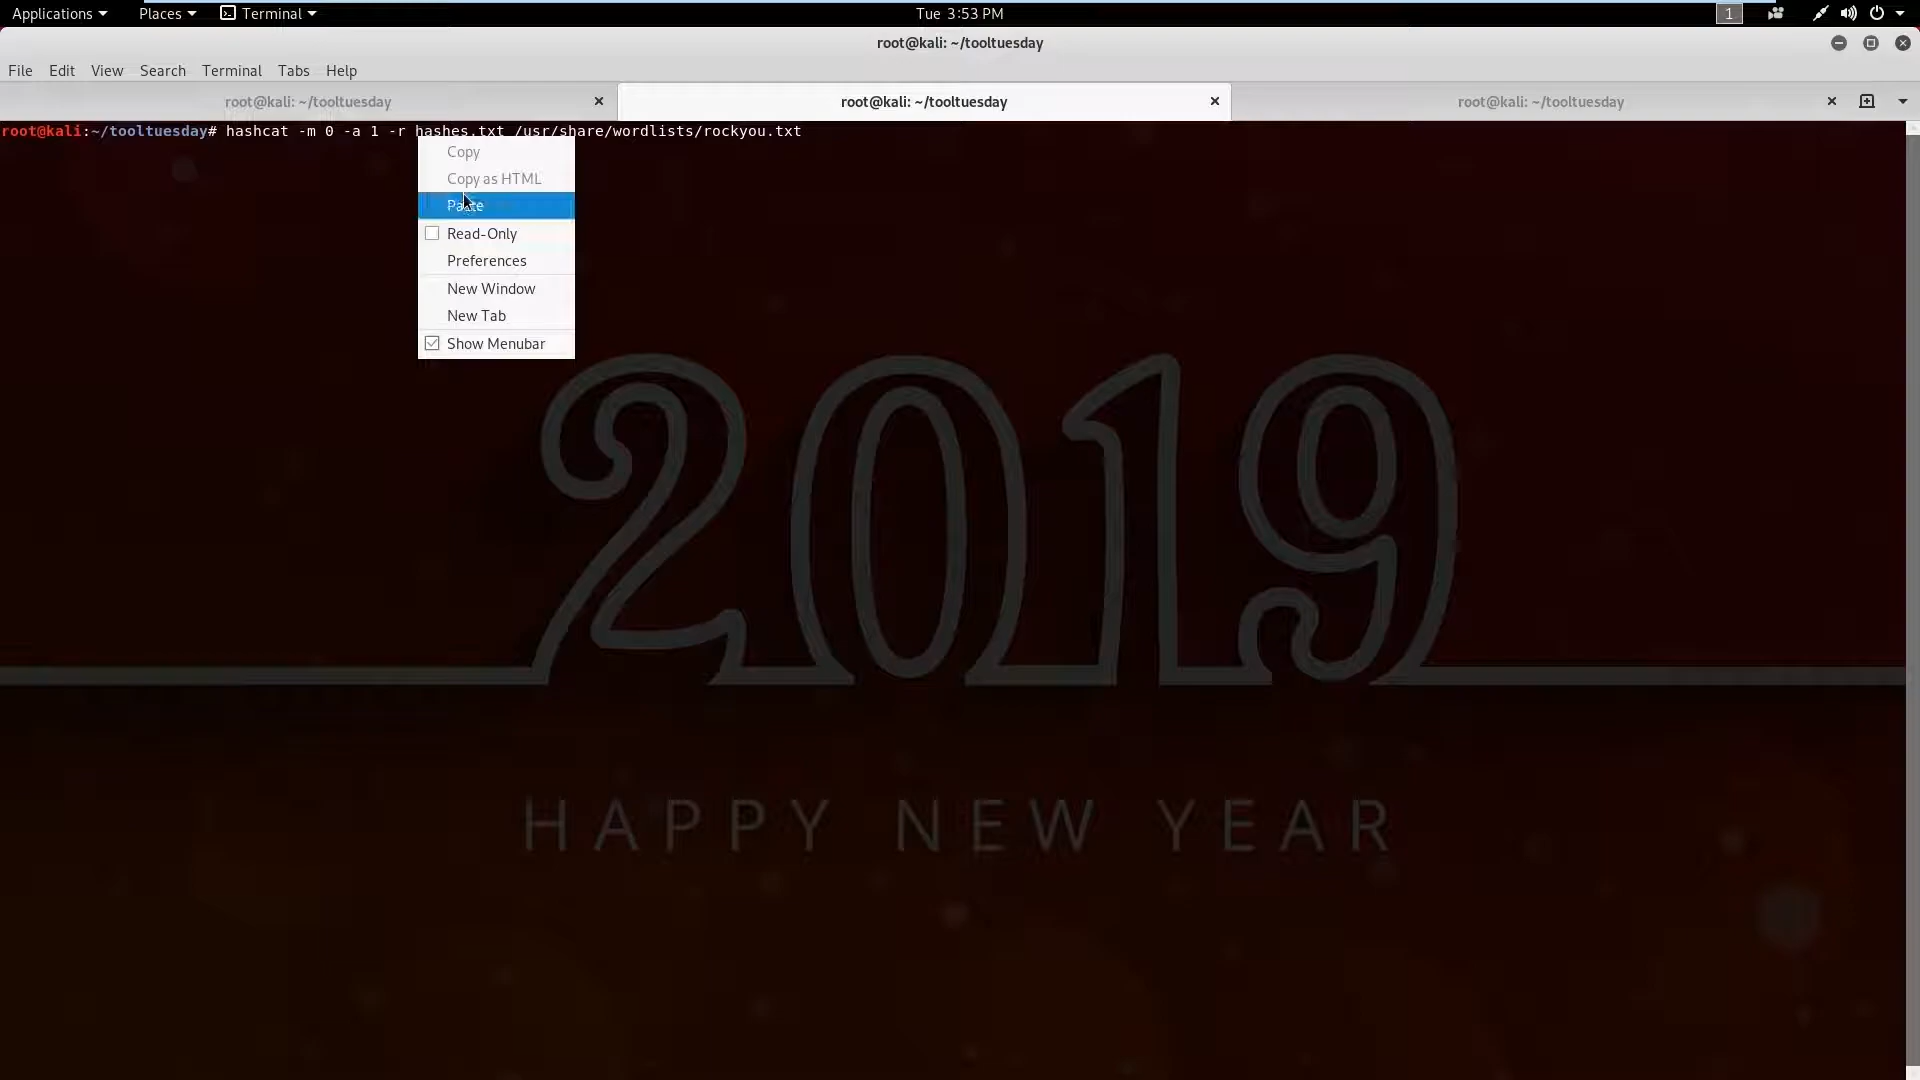 Applications Places Terminal Tue 3:53 PM 1
root@kali: ~/tooltuesday
File Edit View Search Terminal Tabs Help
root@kali: ~/tooltuesday root@kali: ~/tooltuesday root@kali: ~/tooltuesday
root@kali:~/tooltuesday# hashcat -m 0 -a 1 -r hashes.txt /usr/share/wordlists/rockyou.txt
Copy
Copy as HTML
Paste
Read-Only
Preferences
New Window
New Tab
Show Menubar
2019
HAPPY NEW YEAR